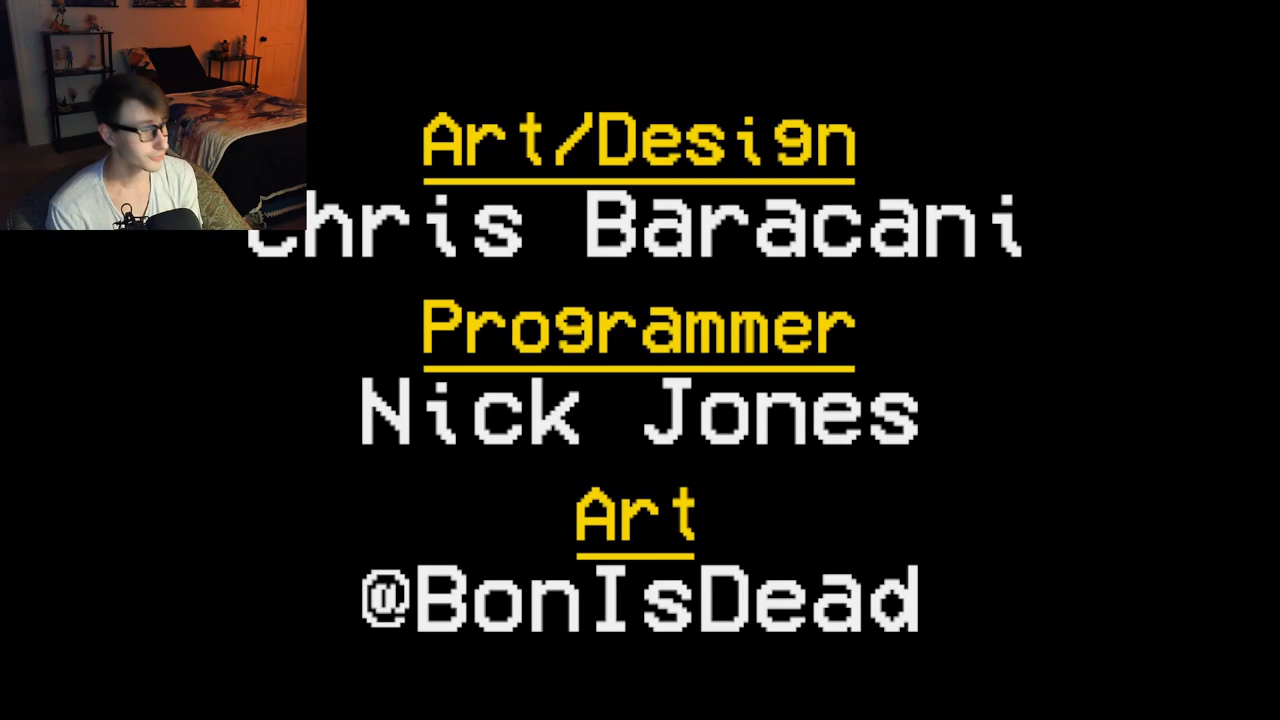 Art/Design
Chris Baracani
Programmer
Nick Jones
Art
@BonIsDead